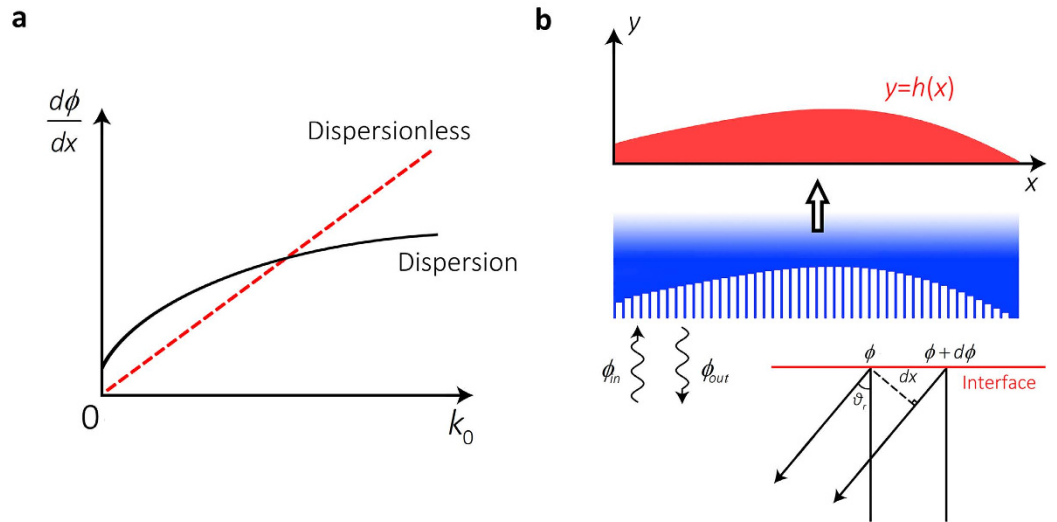 a
dϕ
dx
Dispersionless
Dispersion
0
k₀
b
y
y=h(x)
x
ϕin
ϕout
ϕ
ϕ+dϕ
dx
Interface
ϑr